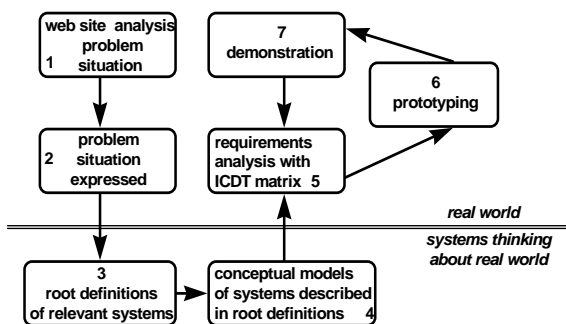 web site analysis
problem
1 situation
problem
2 situation
expressed
3
root definitions
of relevant systems
conceptual models
of systems described
in root definitions 4
requirements
analysis with
ICDT matrix 5
6
prototyping
7
demonstration
real world
systems thinking
about real world